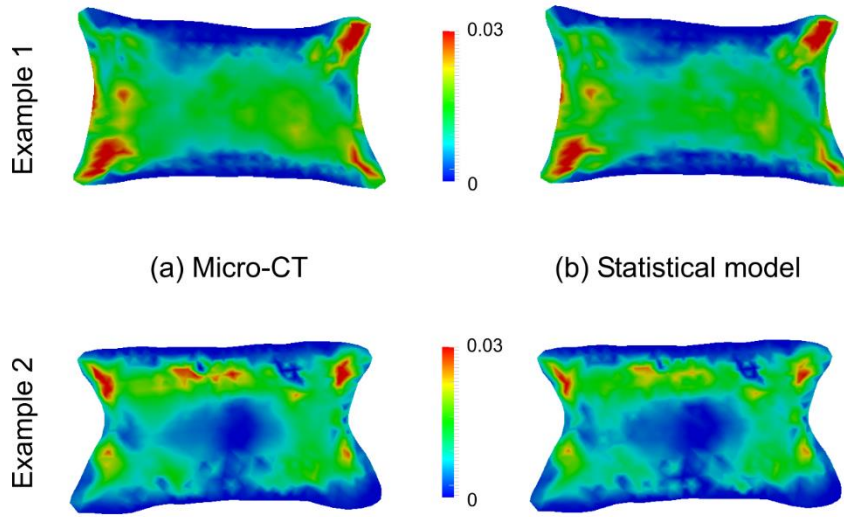 Example 1
0.03
0
(a) Micro-CT
(b) Statistical model
Example 2
0.03
0